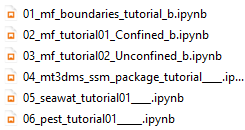 01_mf_boundaries_tutorial_b.ipynb
02_mf_tutorial01_Confined_b.ipynb
03_mf_tutorial02_Unconfined_b.ipynb
04_mt3dms_ssm_package_tutorial____.ip...
05_seawat_tutorial01____.ipynb
06_pest_tutorial01_____.ipynb